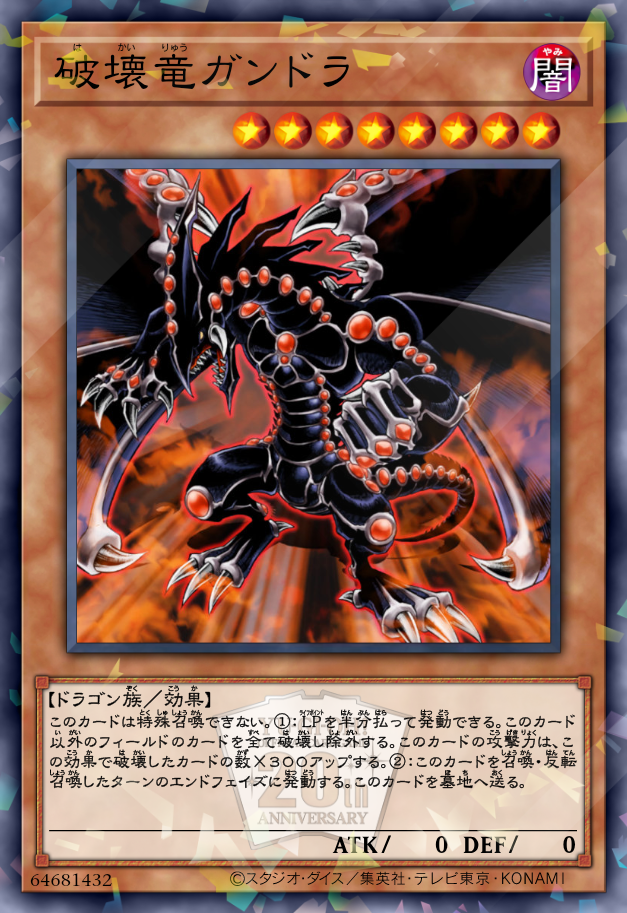 破壊竜ガンドラ
闇
【ドラゴン族／効果】
このカードは特殊召喚できない。①：LPを半分払って発動できる。このカード
以外のフィールドのカードを全て破壊し除外する。このカードの攻撃力は、こ
の効果で破壊したカードの数×３００アップする。②：このカードを召喚・反転
召喚したターンのエンドフェイズに発動する。このカードを墓地へ送る。
20th
ANNIVERSARY
ATK/ 0 DEF/ 0
64681432 ©スタジオ・ダイス／集英社・テレビ東京・KONAMI